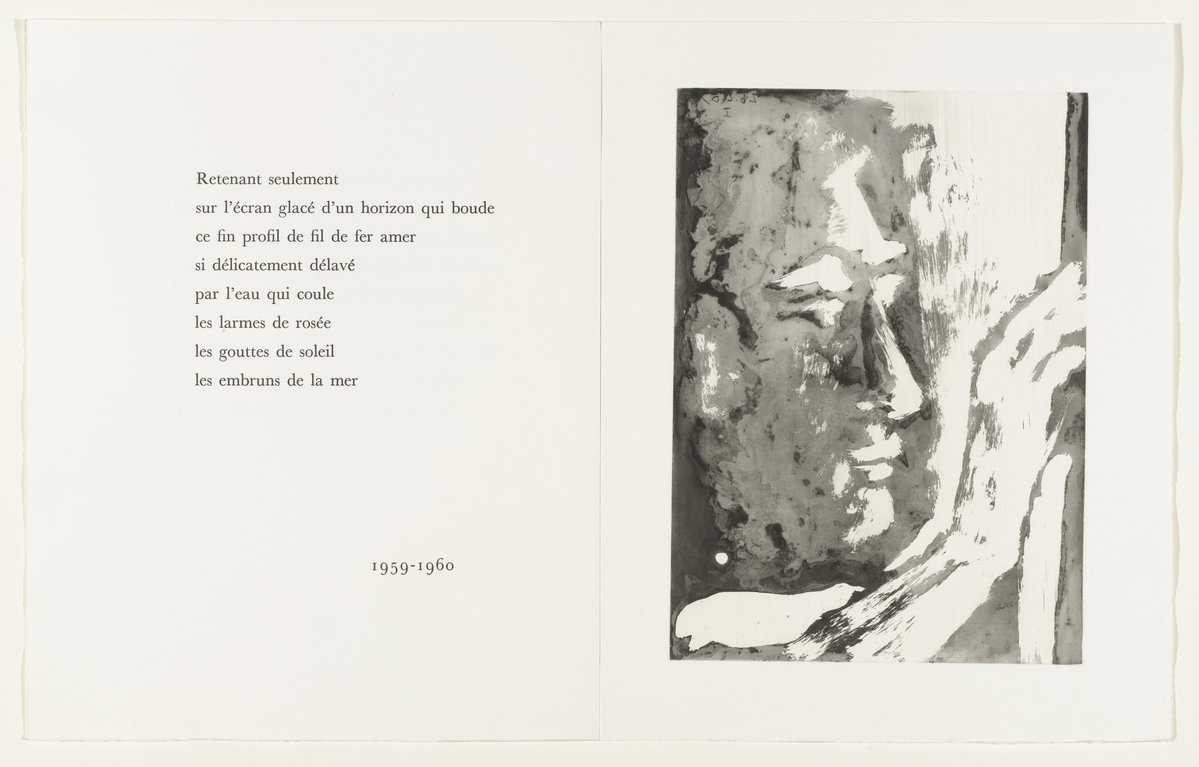 Retenant seulement
sur l'écran glacé d'un horizon qui boude
ce fin profil de fil de fer amer
si délicatement délavé
par l'eau qui coule
les larmes de rosée
les gouttes de soleil
les embruns de la mer
1959-1960
I